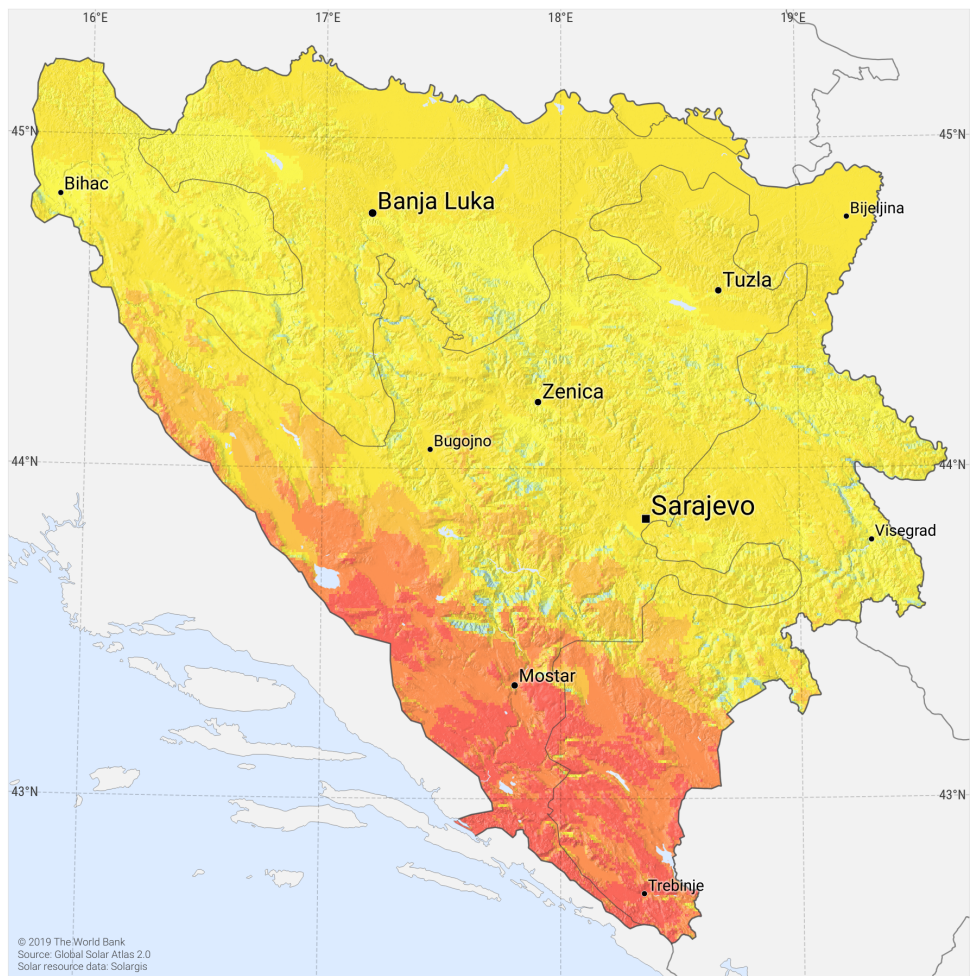 16°E 17°E 18°E 19°E
45°N 45°N
Bihac
Banja Luka
Bijeljina
Tuzla
Zenica
Bugojno
44°N 44°N
Sarajevo
Visegrad
Mostar
43°N 43°N
Trebinje
© 2019 The World Bank
Source: Global Solar Atlas 2.0
Solar resource data: Solargis